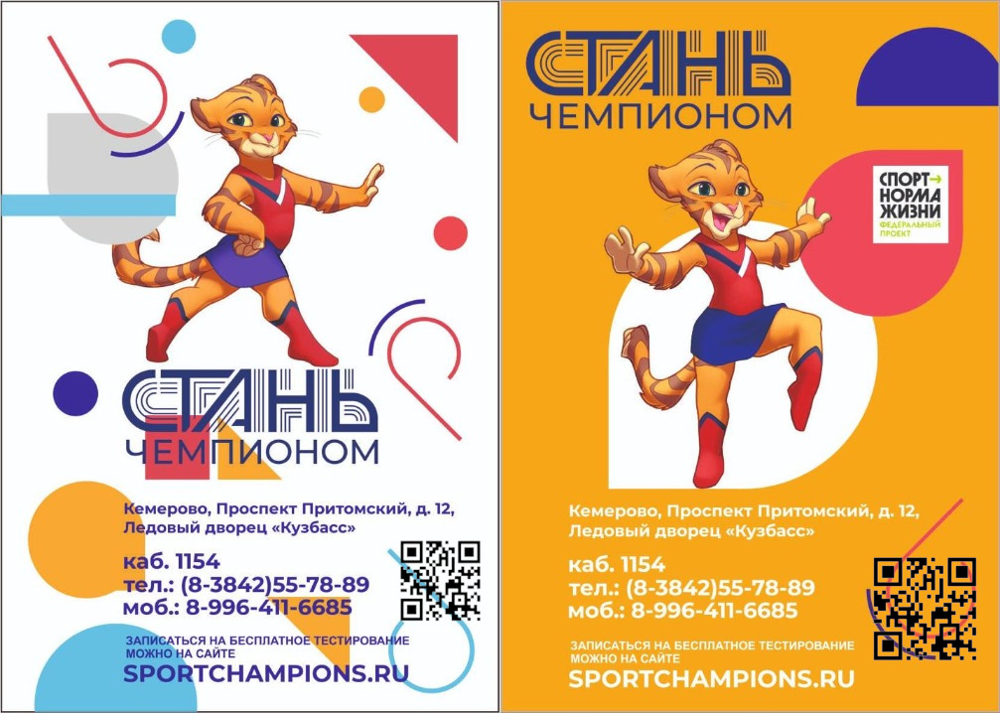 СТАНЬ
ЧЕМПИОНОМ
Кемерово, Проспект Притомский, д. 12,
Ледовый дворец «Кузбасс»
каб. 1154
тел.: (8-3842)55-78-89
моб.: 8-996-411-6685
ЗАПИСАТЬСЯ НА БЕСПЛАТНОЕ ТЕСТИРОВАНИЕ
МОЖНО НА САЙТЕ
SPORTCHAMPIONS.RU
СТАНЬ
ЧЕМПИОНОМ
СПОРТ→
НОРМА
ЖИЗНИ
ФЕДЕРАЛЬНЫЙ
ПРОЕКТ
Кемерово, Проспект Притомский, д. 12,
Ледовый дворец «Кузбасс»
каб. 1154
тел.: (8-3842)55-78-89
моб.: 8-996-411-6685
ЗАПИСАТЬСЯ НА БЕСПЛАТНОЕ ТЕСТИРОВАНИЕ
МОЖНО НА САЙТЕ
SPORTCHAMPIONS.RU